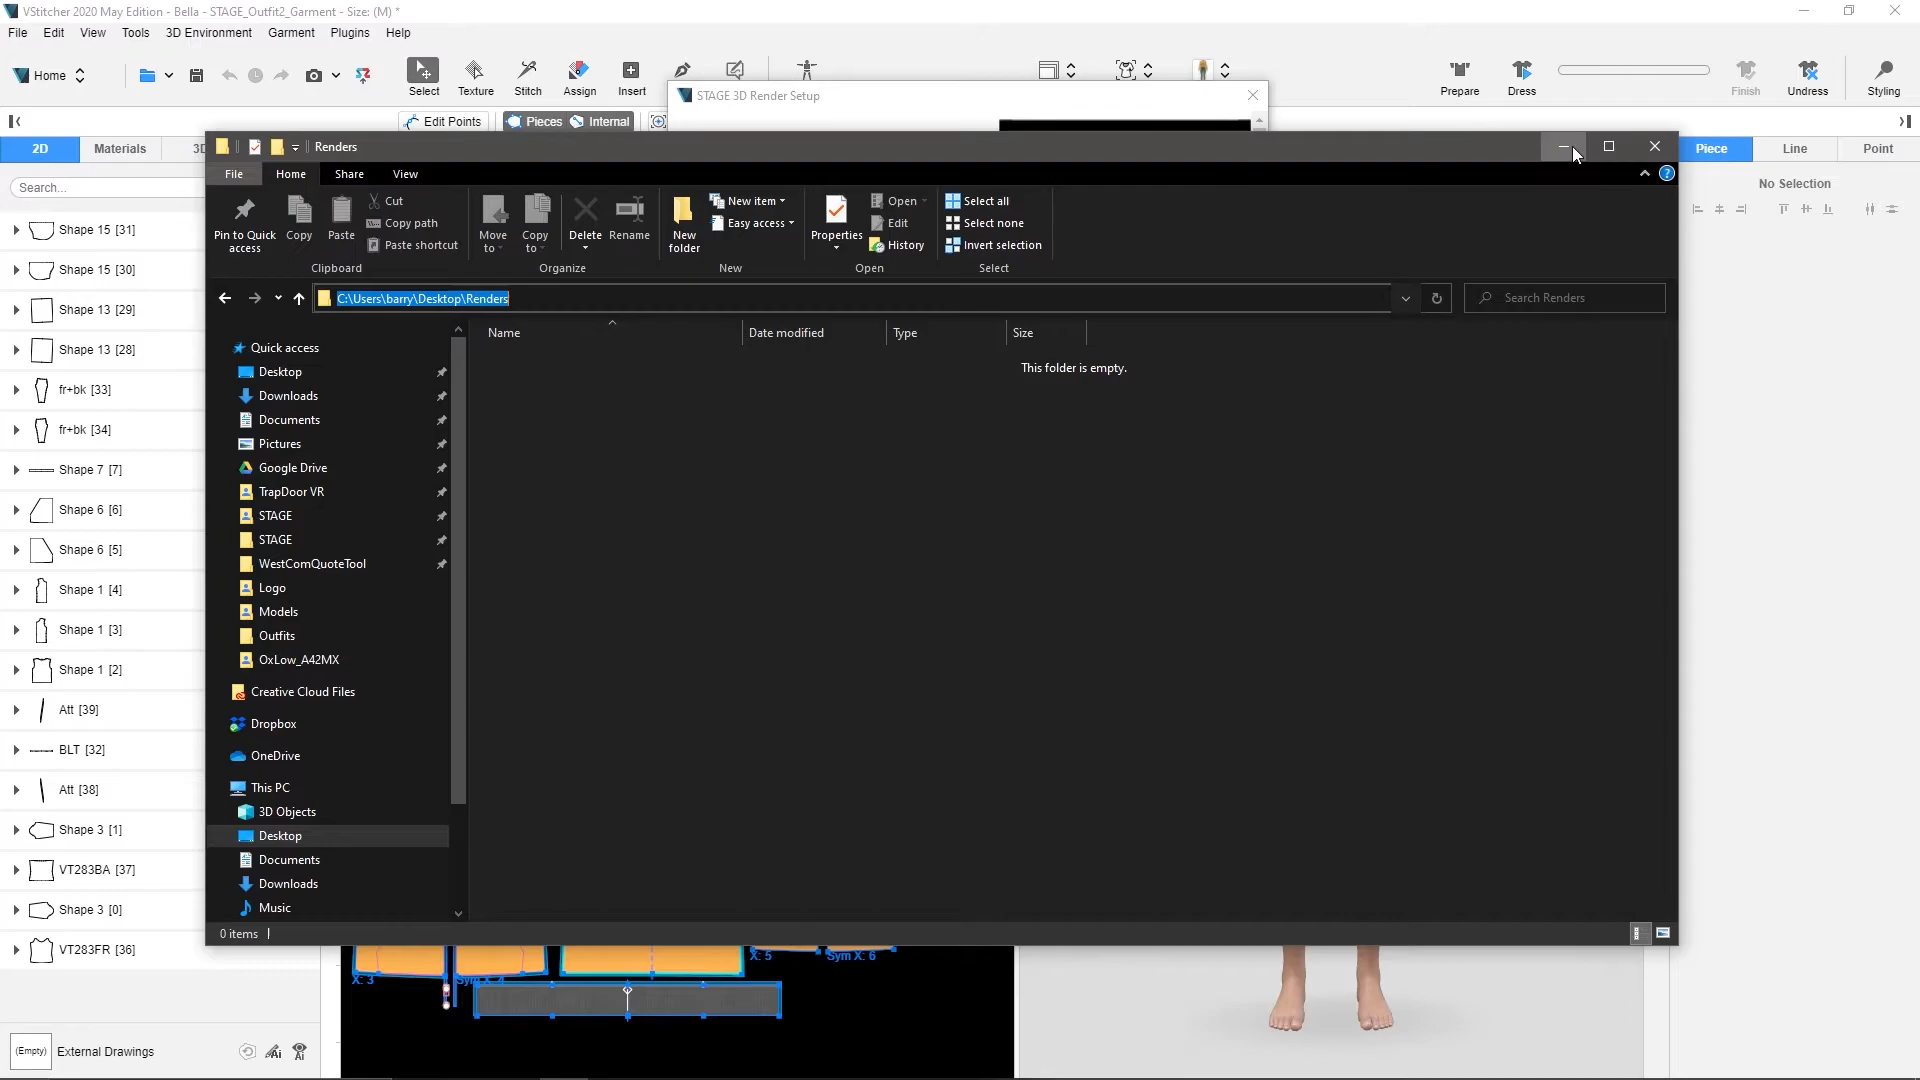 VStitcher 2020 May Edition - Bella - STAGE_Outfit2_Garment - Size: (M) *
File Edit View Tools 3D Environment Garment Plugins Help
Home
Select Texture Stitch Assign Insert
Prepare Dress Finish Undress Styling
STAGE 3D Render Setup
Edit Points Pieces Internal
2D Materials 3D
Piece Line Point
Search...
No Selection
Shape 15 [31]
Shape 15 [30]
Shape 13 [29]
Shape 13 [28]
fr+bk [33]
fr+bk [34]
Shape 7 [7]
Shape 6 [6]
Shape 6 [5]
Shape 1 [4]
Shape 1 [3]
Shape 1 [2]
Att [39]
BLT [32]
Att [38]
Shape 3 [1]
VT283BA [37]
Shape 3 [0]
VT283FR [36]
(Empty) External Drawings
Ai Ai
Renders
File Home Share View
?
Pin to Quick access
Copy
Paste
Cut
Copy path
Paste shortcut
Clipboard
Move to
Copy to
Delete
Rename
Organize
New folder
New item
Easy access
New
Properties
Open
Edit
History
Open
Select all
Select none
Invert selection
Select
C:\Users\barry\Desktop\Renders
Search Renders
Name Date modified Type Size
This folder is empty.
Quick access
Desktop
Downloads
Documents
Pictures
Google Drive
TrapDoor VR
STAGE
STAGE
WestComQuoteTool
Logo
Models
Outfits
OxLow_A42MX
Creative Cloud Files
Dropbox
OneDrive
This PC
3D Objects
Desktop
Documents
Downloads
Music
0 items
X: 5 Sym X: 6
X: 3 Sym X: 4